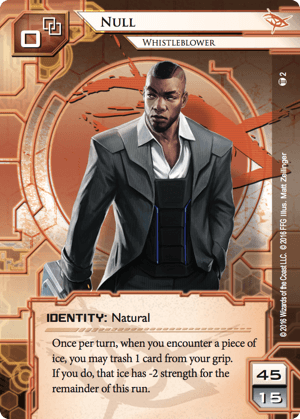 NULL
WHISTLEBLOWER
0
2
© 2016 Wizards of the Coast LLC. © 2016 FFG Illus. Matt Zeilinger
IDENTITY: Natural
Once per turn, when you encounter a piece of
ice, you may trash 1 card from your grip.
If you do, that ice has -2 strength for the
remainder of this run.
45
15